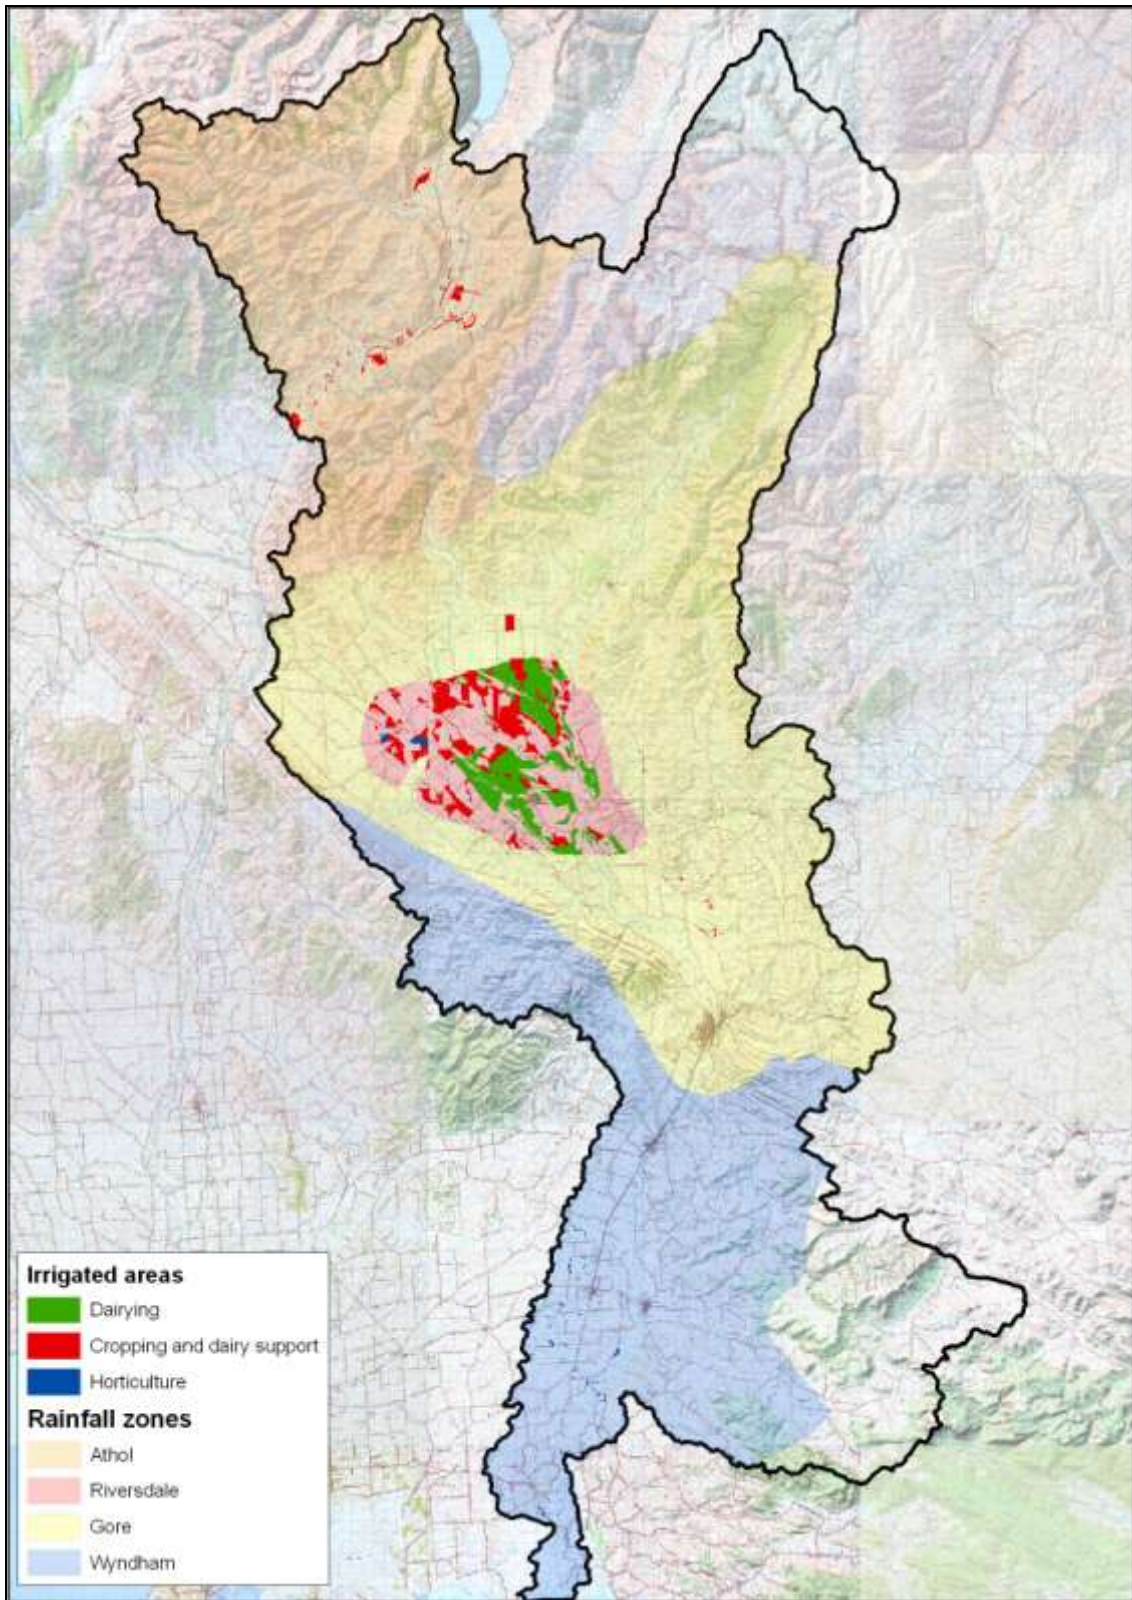 Irrigated areas
Dairying
Cropping and dairy support
Horticulture
Rainfall zones
Athol
Riversdale
Gore
Wyndham